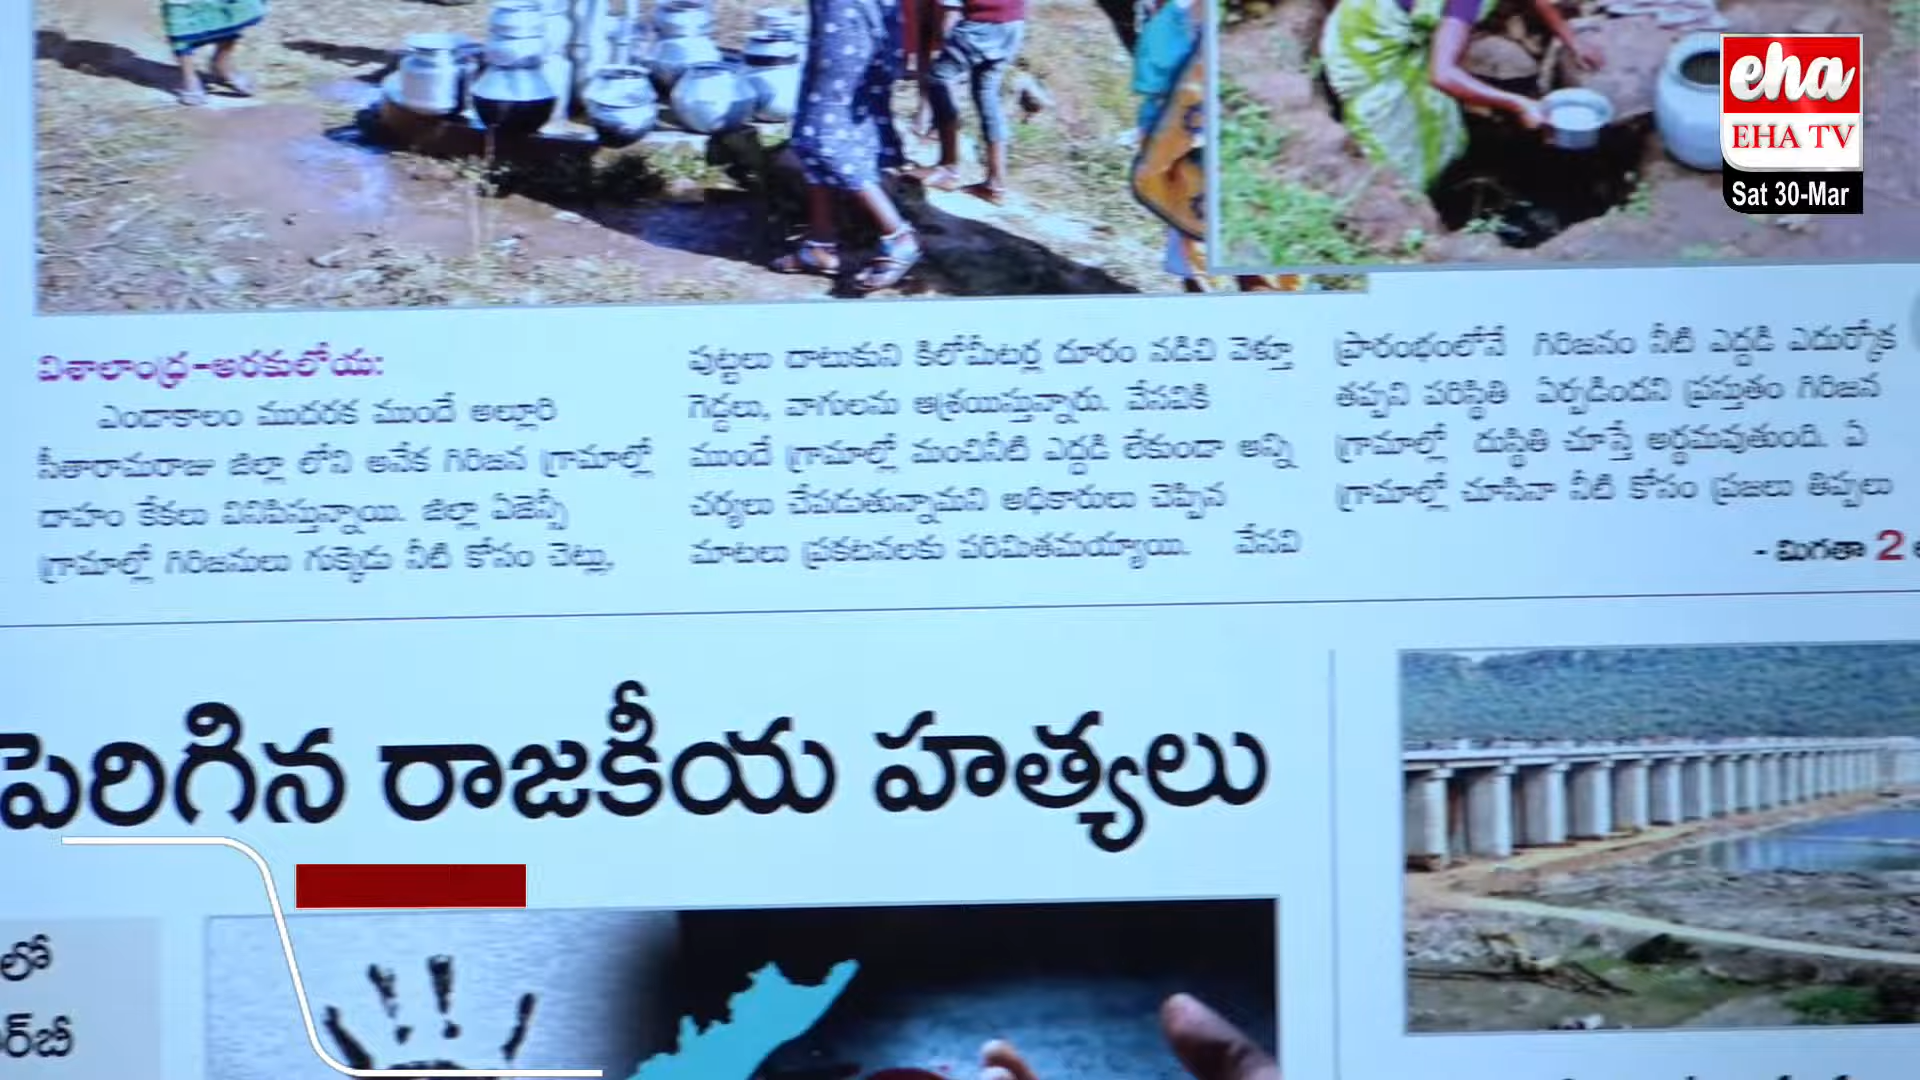 eha
EHA TV
Sat 30-Mar
విశాలాంధ్ర-అరకులోయ:
ఎండాకాలం ముదరక ముందే అల్లూరి
సీతారామరాజు జిల్లా లోని అనేక గిరిజన గ్రామాల్లో
దాహం కేకలు వినిపిస్తున్నాయి. జిల్లా ఏజెన్సీ
గ్రామాల్లో గిరిజనులు గుక్కెడు నీటి కోసం చెట్లు,
పుట్టలు దాటుకుని కిలోమీటర్ల దూరం నడిచి వెళ్తూ
గెడ్డలు, వాగులను ఆశ్రయిస్తున్నారు. వేసవికి
ముందే గ్రామాల్లో మంచినీటి ఎద్దడి లేకుండా అన్ని
చర్యలు చేపడుతున్నామని అధికారులు చెప్పిన
మాటలు ప్రకటనలకు పరిమితమయ్యాయి. వేసవి
ప్రారంభంలోనే గిరిజనం నీటి ఎద్దడి ఎదుర్కోక
తప్పని పరిస్థితి ఏర్పడిందని ప్రస్తుతం గిరిజన
గ్రామాల్లో దుస్థితి చూస్తే అర్థమవుతుంది. ఏ
గ్రామాల్లో చూసినా నీటి కోసం ప్రజలు తిప్పలు
- మిగతా 2
పెరిగిన రాజకీయ హత్యలు
లో
ర్‌బీ